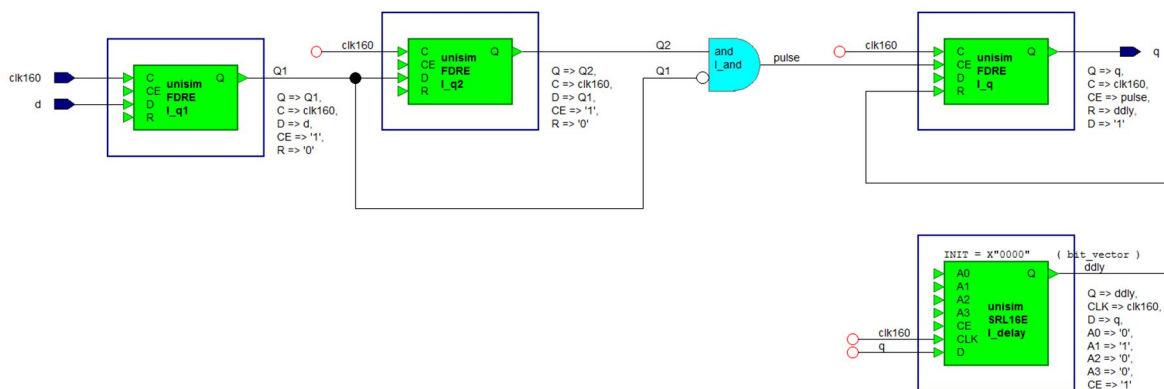 clk160
d
C
CE
D
R
Q
unisim
FDRE
I_q1
Q1
Q => Q1,
C => clk160,
D => d,
CE => '1',
R => '0'
clk160
C
CE
D
R
Q
unisim
FDRE
I_q2
Q => Q2,
C => clk160,
D => Q1,
CE => '1',
R => '0'
Q2
Q1
and
I_and
pulse
clk160
C
CE
D
R
Q
unisim
FDRE
I_q
q
Q => q,
C => clk160,
CE => pulse,
R => ddly,
D => '1'
INIT = X"0000" ( bit_vector )
A0
A1
A2
A3
CE
CLK
D
Q
unisim
SRL16E
I_delay
clk160
q
ddly
Q => ddly,
CLK => clk160,
D => q,
A0 => '0',
A1 => '1',
A2 => '0',
A3 => '0',
CE => '1'